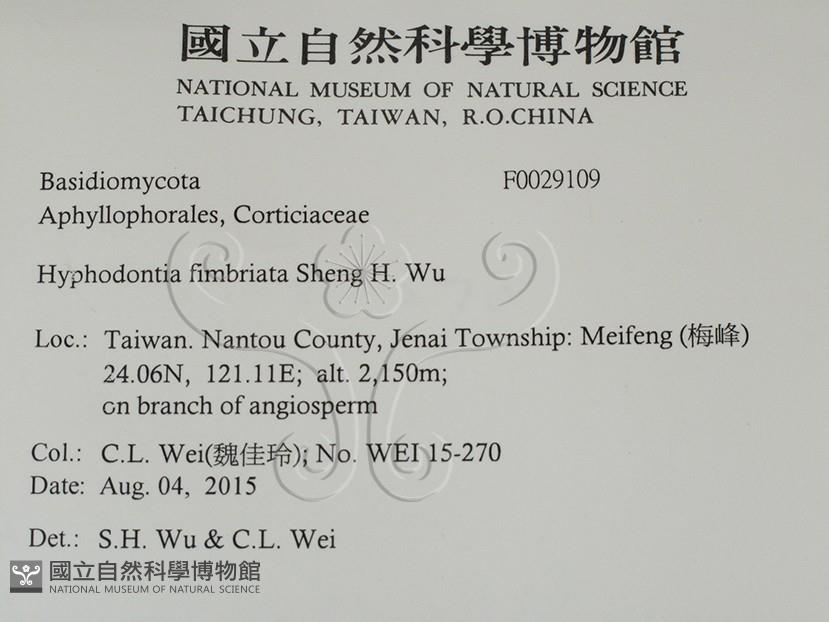 國立自然科學博物館
NATIONAL MUSEUM OF NATURAL SCIENCE
TAICHUNG, TAIWAN, R.O.CHINA
Basidiomycota F0029109
Aphyllophorales, Corticiaceae
Hyphodontia fimbriata Sheng H. Wu
Loc.: Taiwan. Nantou County, Jenai Township: Meifeng (梅峰)
24.06N, 121.11E; alt. 2,150m;
on branch of angiosperm
Col.: C.L. Wei(魏佳玲); No. WEI 15-270
Date: Aug. 04, 2015
Det.: S.H. Wu & C.L. Wei
國立自然科學博物館
NATIONAL MUSEUM OF NATURAL SCIENCE